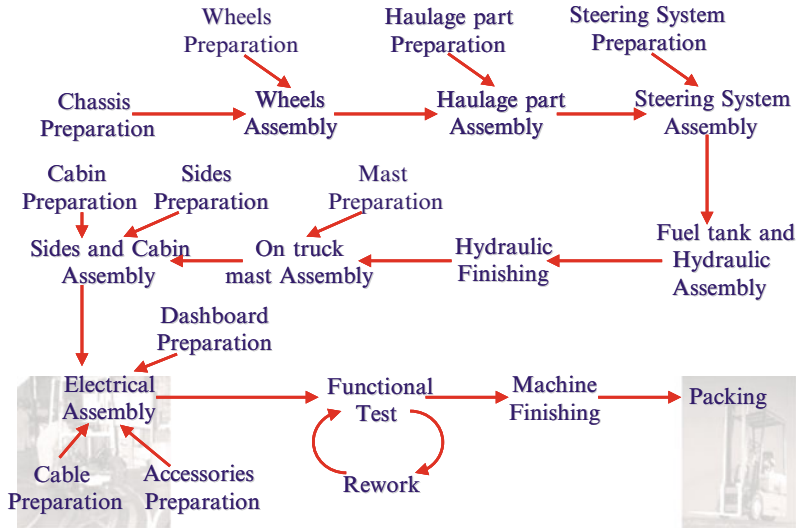 Wheels
Preparation
Haulage part
Preparation
Steering System
Preparation
Chassis
Preparation
Wheels
Assembly
Haulage part
Assembly
Steering System
Assembly
Cabin
Preparation
Sides
Preparation
Mast
Preparation
Sides and Cabin
Assembly
On truck
mast Assembly
Hydraulic
Finishing
Fuel tank and
Hydraulic
Assembly
Dashboard
Preparation
Electrical
Assembly
Functional
Test
Machine
Finishing
Packing
Cable
Preparation
Accessories
Preparation
Rework